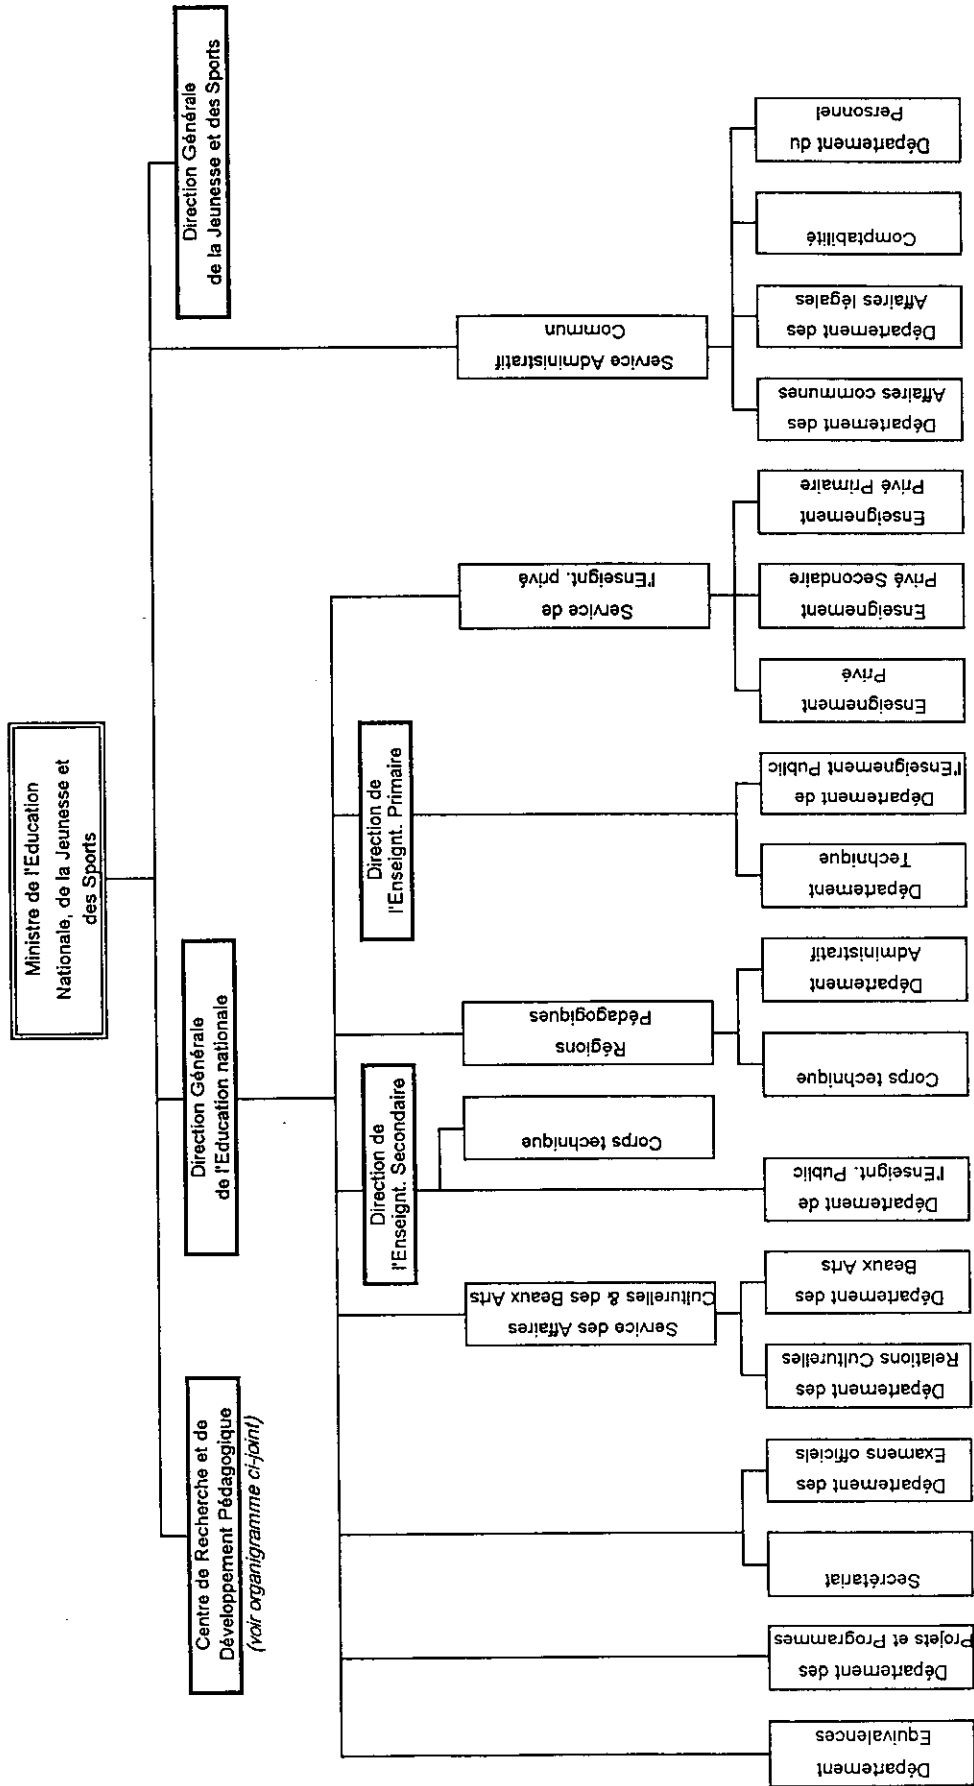 Ministre de l'Education
Nationale, de la Jeunesse et
des Sports
Centre de Recherche et de
Développement Pédagogique
(voir organigramme ci-joint)
Direction Générale
de l'Education nationale
Direction Générale
de la Jeunesse et des Sports
Direction de
l'Enseignt. Secondaire
Direction de
l'Enseignt. Primaire
Service des Affaires
Culturelles & des Beaux Arts
Corps technique
Régions
Pédagogiques
Service de
l'Enseignt. privé
Service Administratif
Commun
Département
Equivalences
Département des
Projets et Programmes
Secrétariat
Département des
Examens officiels
Département des
Relations Culturelles
Département des
Beaux Arts
Département de
l'Enseignt. Public
Corps technique
Département
Administratif
Département
Technique
Département de
l'Enseignement Public
Enseignement
Privé
Enseignement
Privé Secondaire
Enseignement
Privé Primaire
Département des
Affaires communes
Département des
Affaires légales
Comptabilité
Département du
Personnel